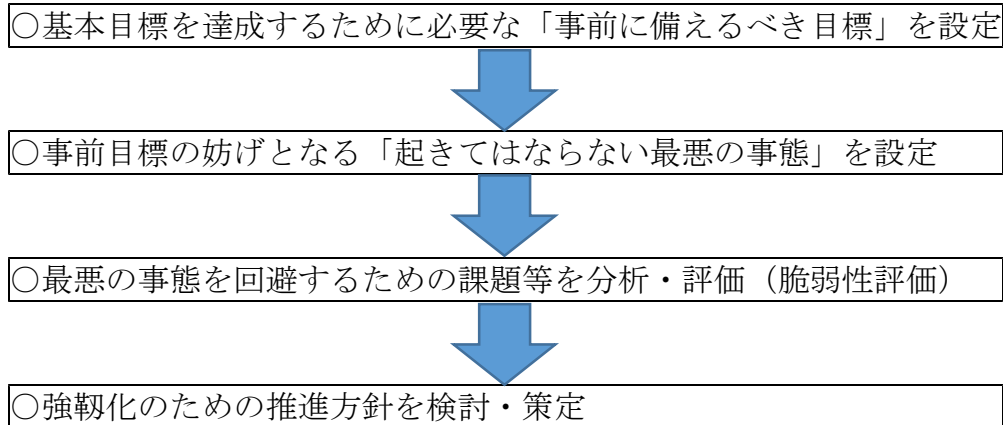 ○基本目標を達成するために必要な「事前に備えるべき目標」を設定
○事前目標の妨げとなる「起きてはならない最悪の事態」を設定
○最悪の事態を回避するための課題等を分析・評価（脆弱性評価）
○強靱化のための推進方針を検討・策定